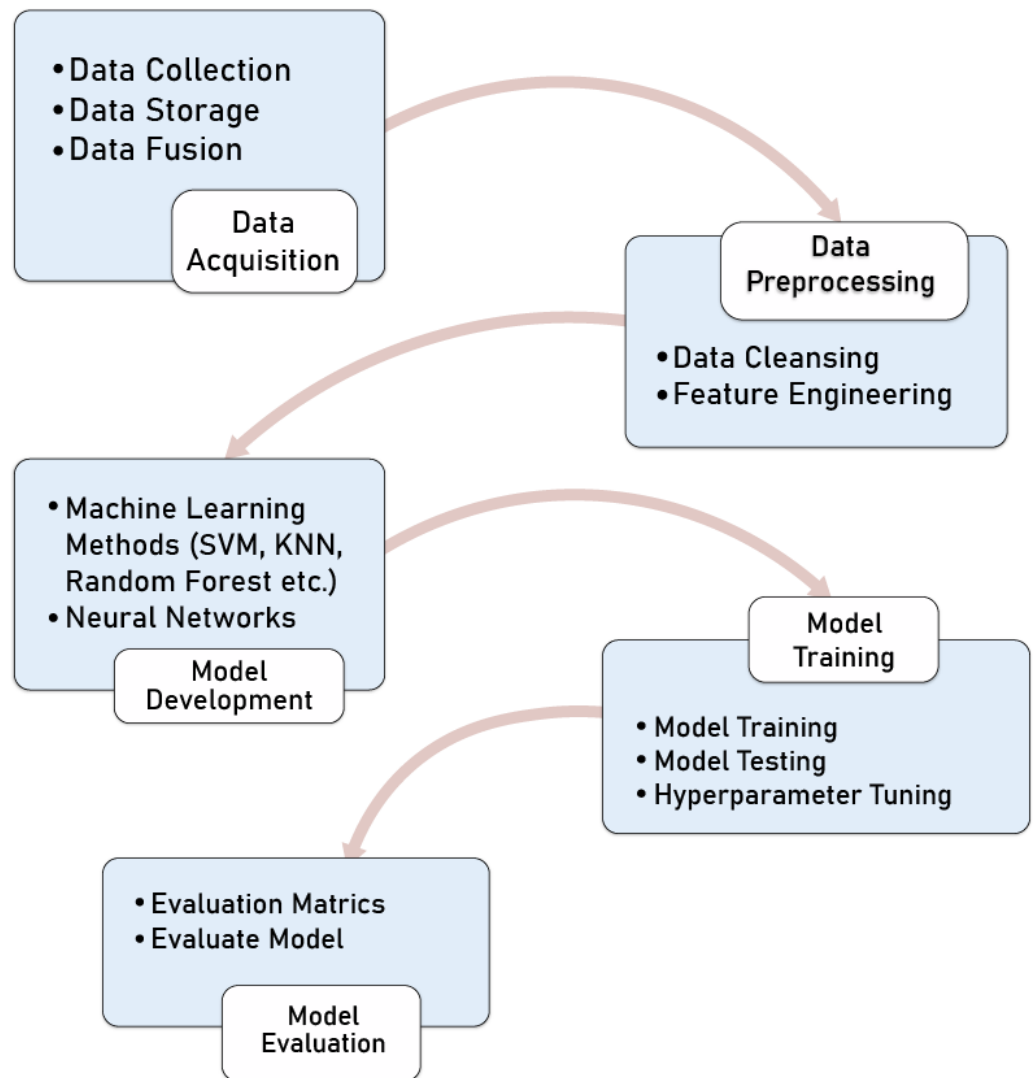 • Data Collection
• Data Storage
• Data Fusion
Data
Acquisition
Data
Preprocessing
• Data Cleansing
• Feature Engineering
• Machine Learning
Methods (SVM, KNN,
Random Forest etc.)
• Neural Networks
Model
Development
Model
Training
• Model Training
• Model Testing
• Hyperparameter Tuning
• Evaluation Matrics
• Evaluate Model
Model
Evaluation